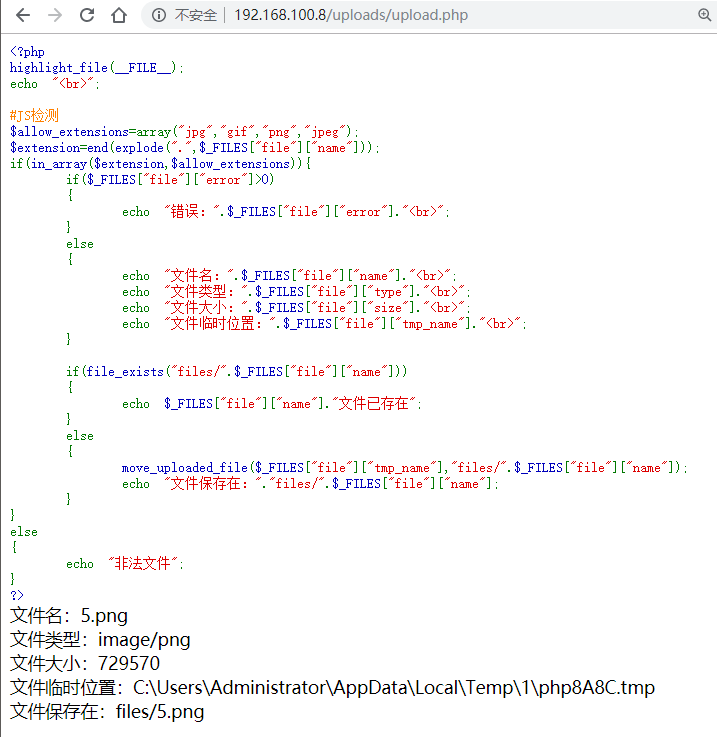 不安全 | 192.168.100.8/uploads/upload.php
<?php
highlight_file(__FILE__);
echo "<br>";
#JS检测
$allow_extensions=array("jpg","gif","png","jpeg");
$extension=end(explode(".",$_FILES["file"]["name"]));
if(in_array($extension,$allow_extensions)){
if($_FILES["file"]["error"]>0)
{
echo "错误：".$_FILES["file"]["error"]."<br>";
}
else
{
echo "文件名：".$_FILES["file"]["name"]."<br>";
echo "文件类型：".$_FILES["file"]["type"]."<br>";
echo "文件大小：".$_FILES["file"]["size"]."<br>";
echo "文件临时位置：".$_FILES["file"]["tmp_name"]."<br>";
}
if(file_exists("files/".$_FILES["file"]["name"]))
{
echo $_FILES["file"]["name"]."文件已存在";
}
else
{
move_uploaded_file($_FILES["file"]["tmp_name"],"files/".$_FILES["file"]["name"]);
echo "文件保存在："."files/".$_FILES["file"]["name"];
}
}
else
{
echo "非法文件";
}
?>
文件名：5.png
文件类型：image/png
文件大小：729570
文件临时位置：C:\Users\Administrator\AppData\Local\Temp\1\php8A8C.tmp
文件保存在：files/5.png